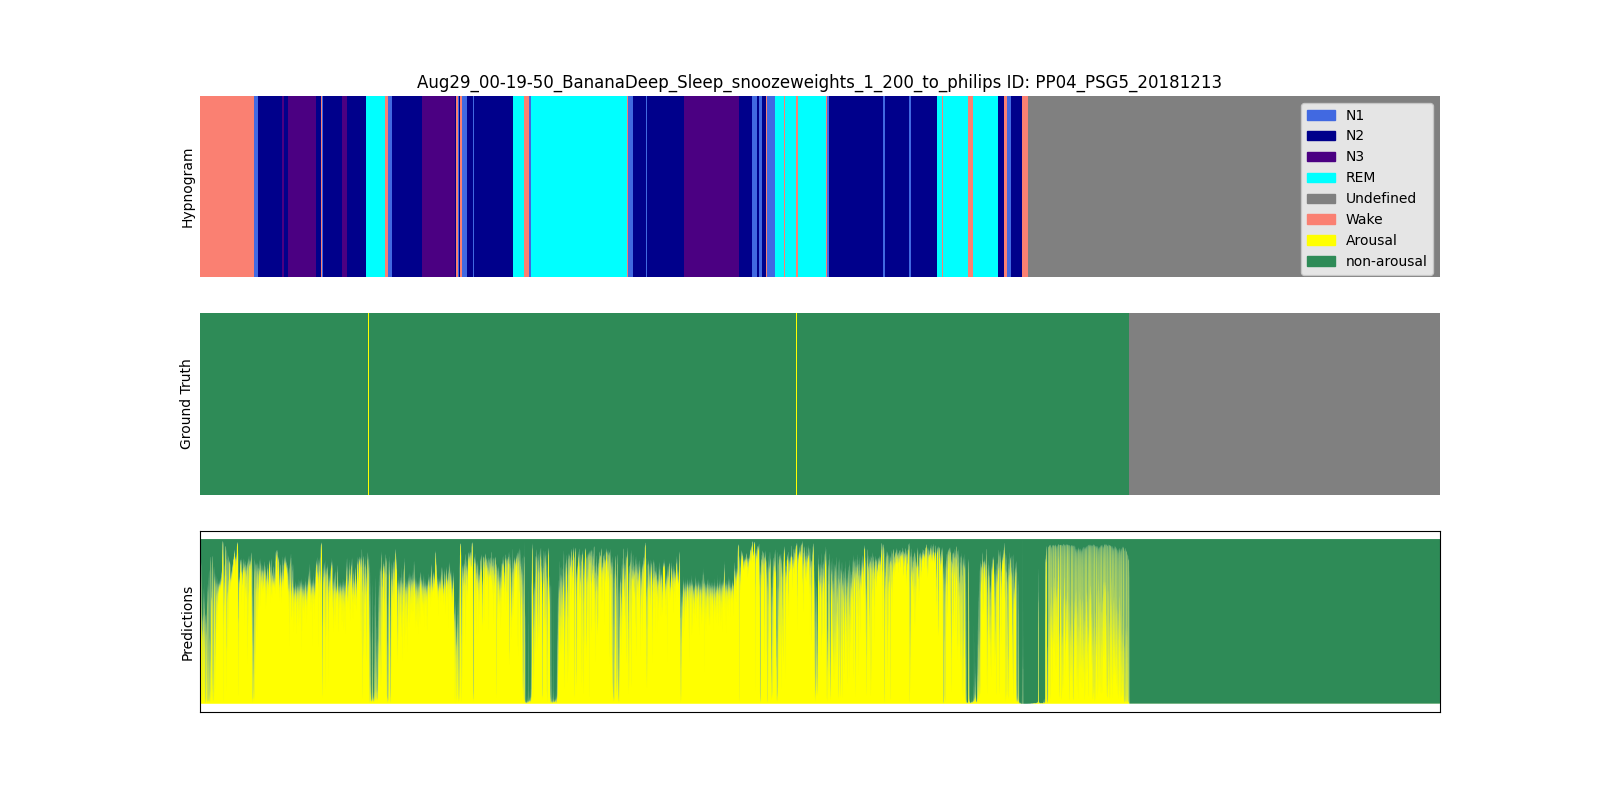 Aug29_00-19-50_BananaDeep_Sleep_snoozeweights_1_200_to_philips ID: PP04_PSG5_20181213
Hypnogram
N1
N2
N3
REM
Undefined
Wake
Arousal
non-arousal
Ground Truth
Predictions